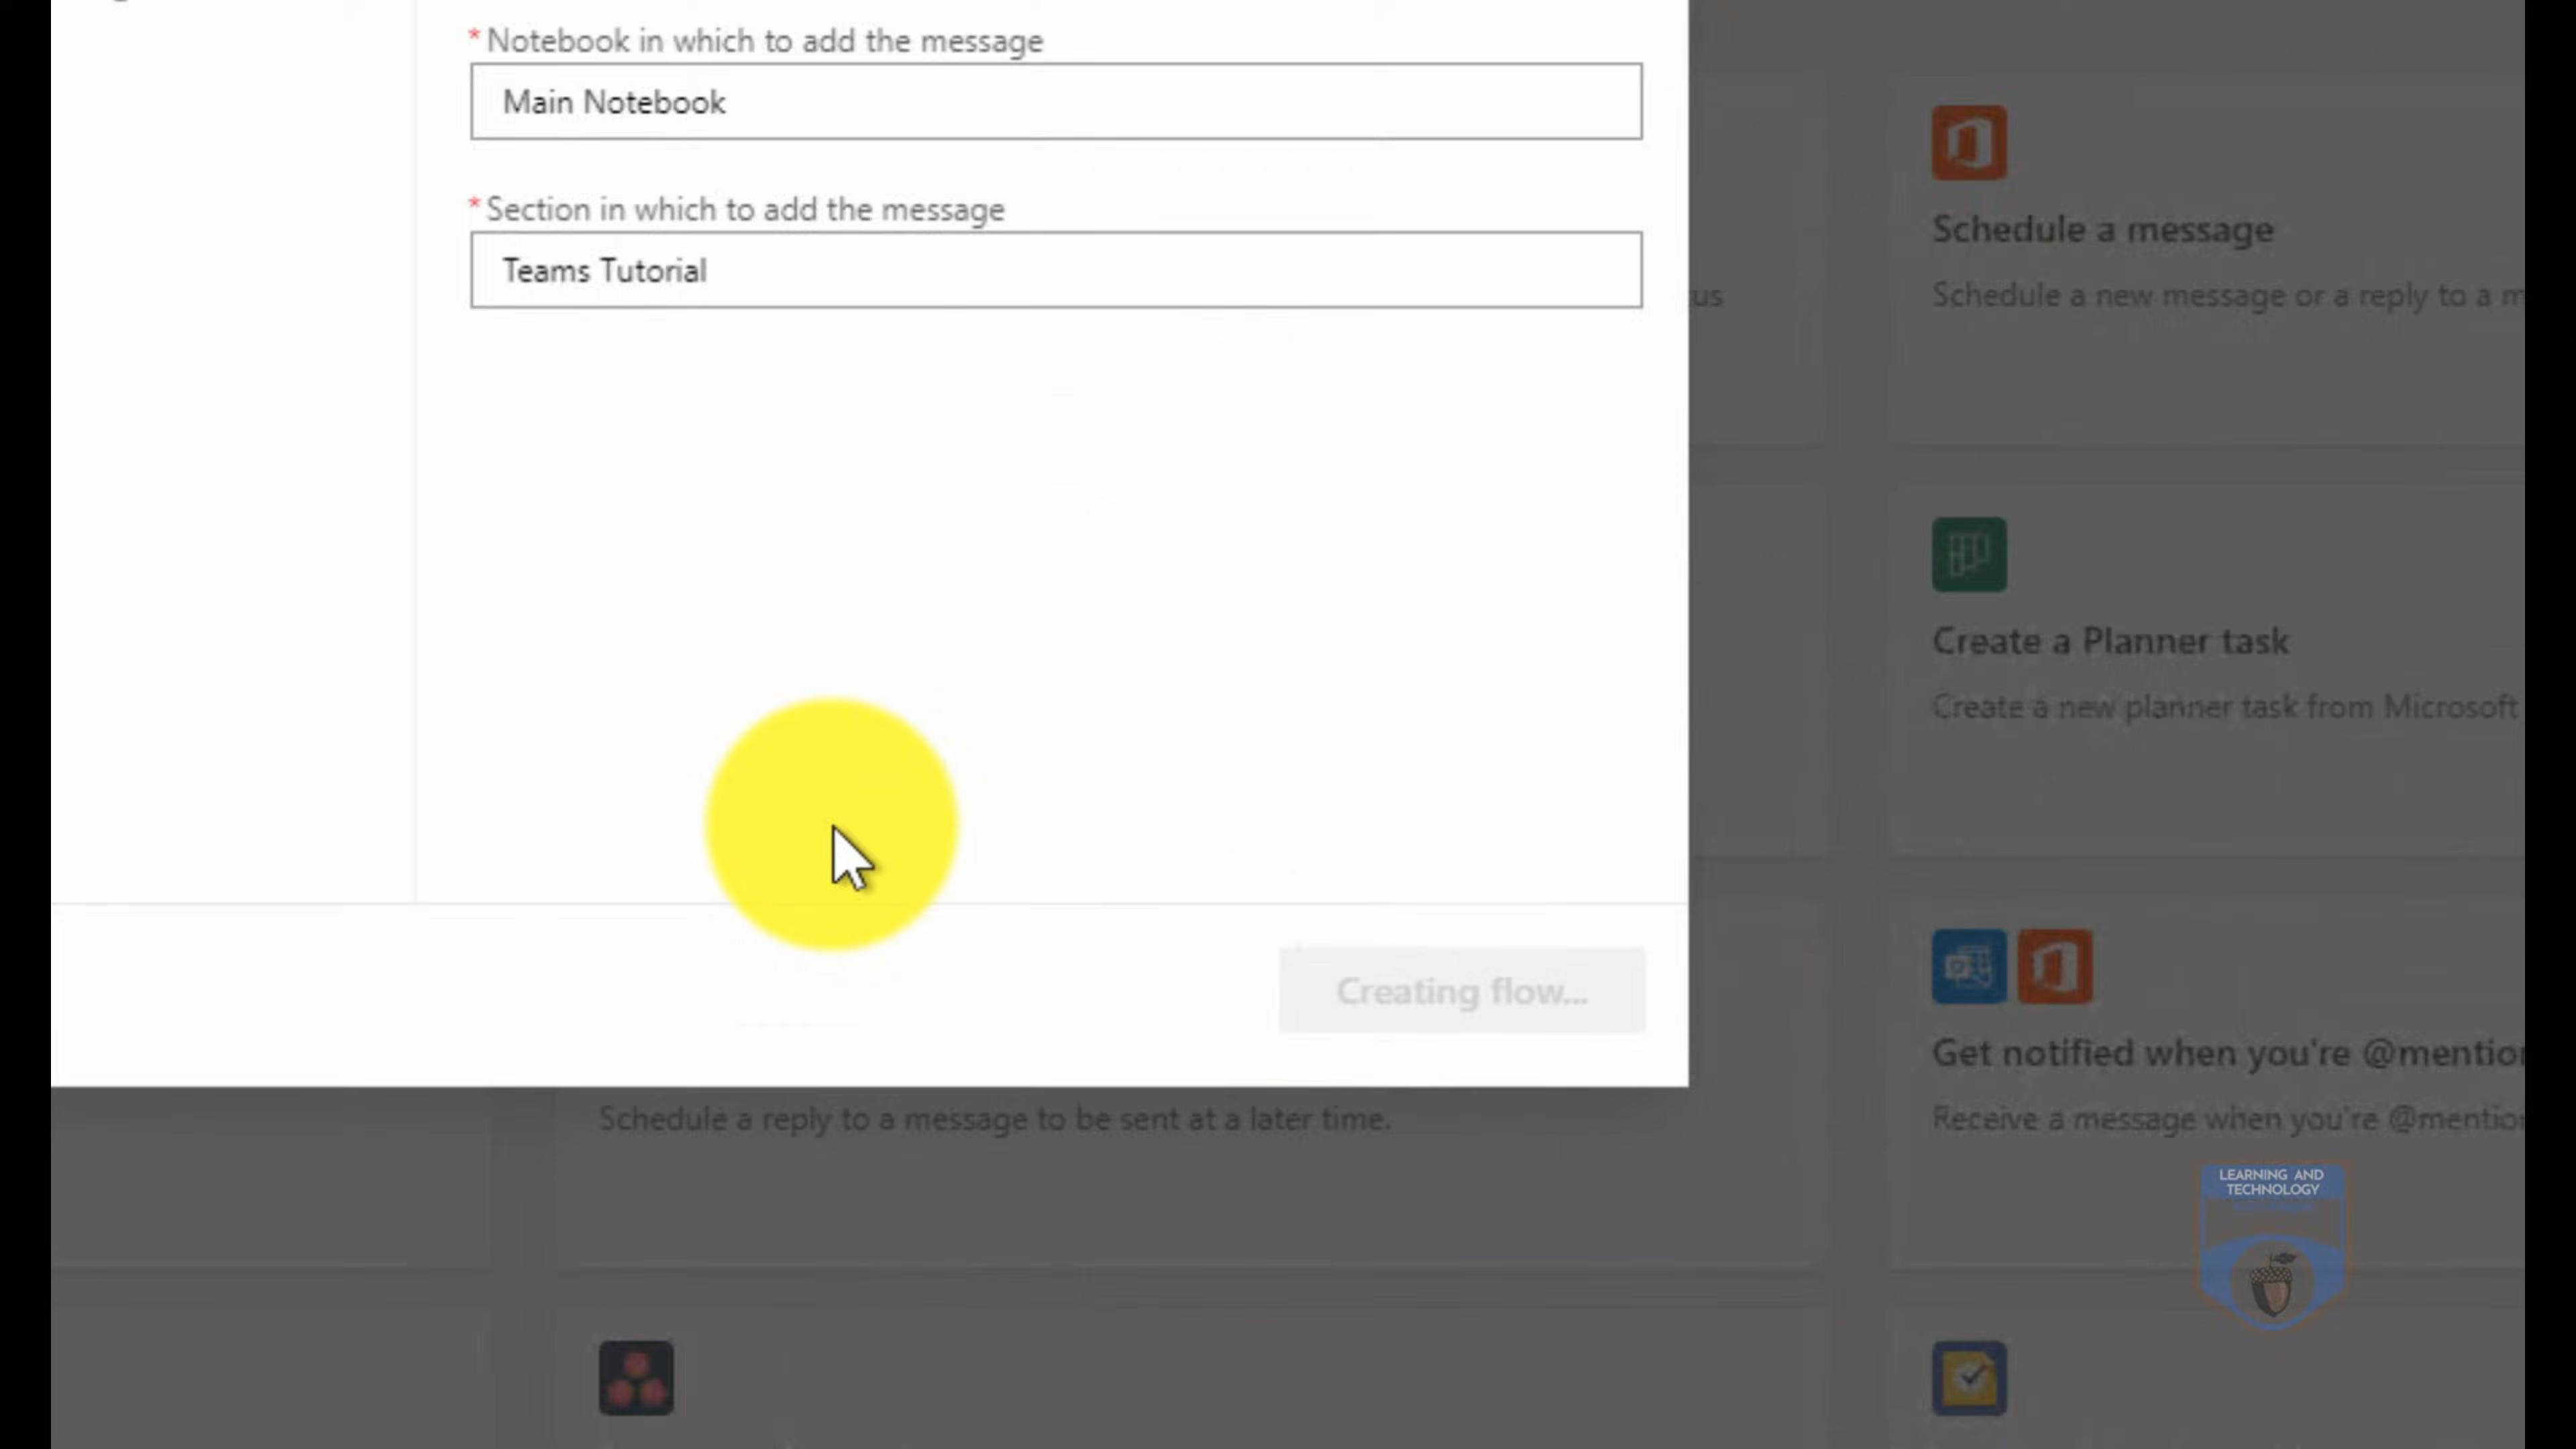 * Notebook in which to add the message
Main Notebook
* Section in which to add the message
Teams Tutorial
Creating flow...
us
Schedule a message
Schedule a new message or a reply to a m
Create a Planner task
Create a new planner task from Microsoft
Get notified when you're @mention
Receive a message when you're @mention
Schedule a reply to a message to be sent at a later time.
LEARNING AND
TECHNOLOGY